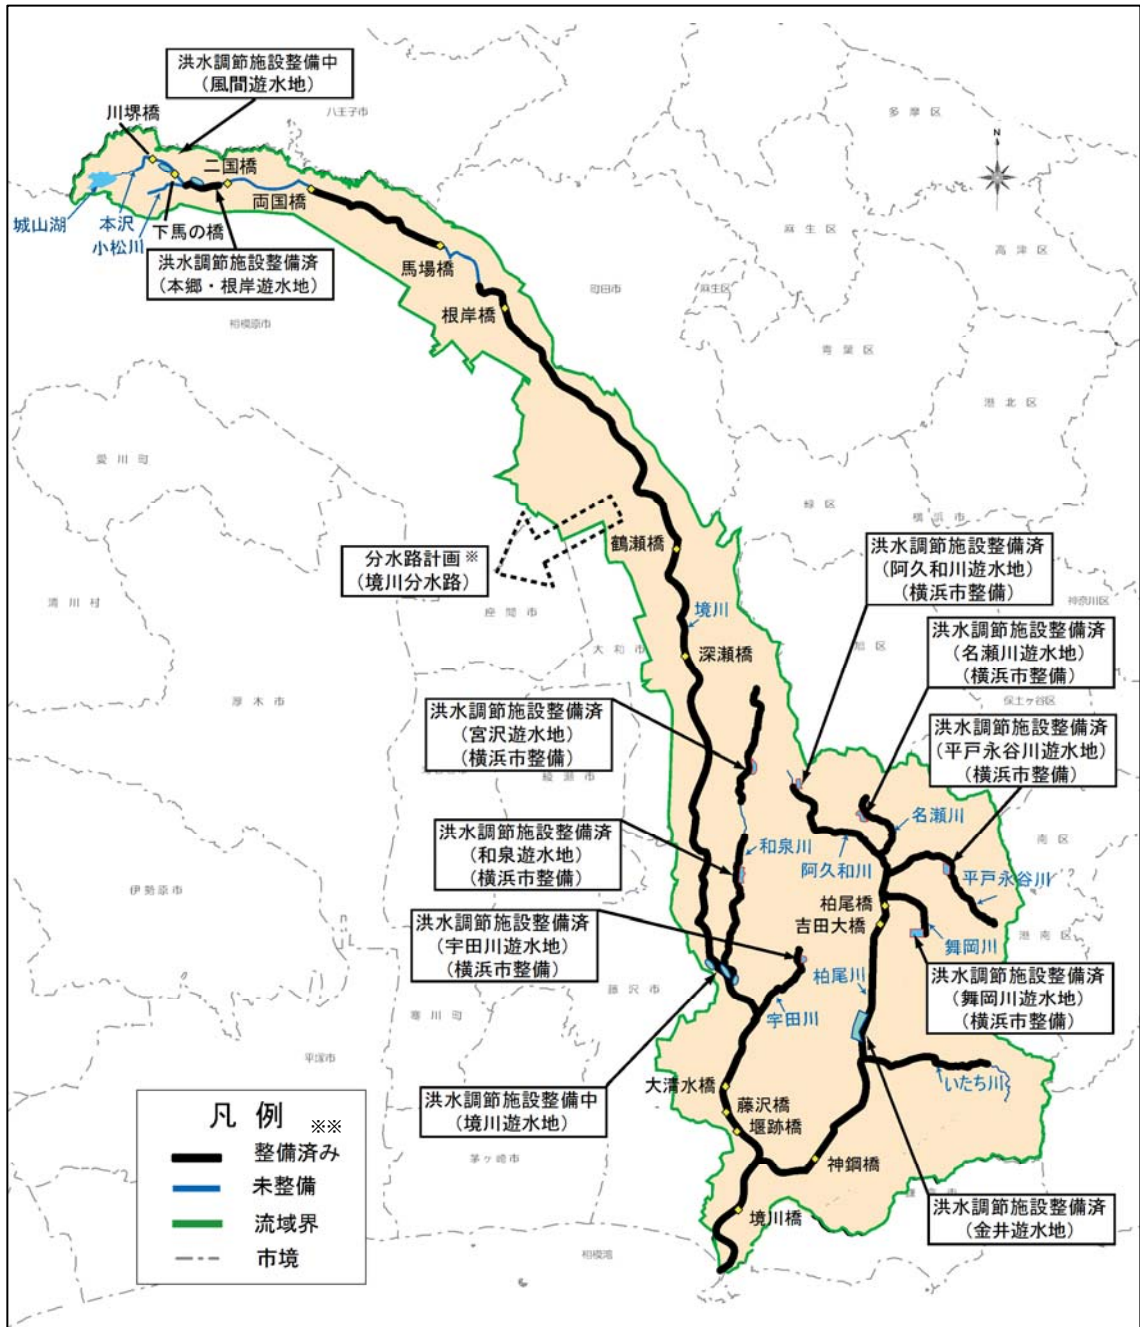 洪水調節施設整備中
(風間遊水地)
川堺橋
八王子市
多摩区
N
二国橋
両国橋
城山湖
本沢
小松川
下馬の橋
麻生区
高津区
洪水調節施設整備済
(本郷・根岸遊水地)
馬場橋
町田市
麻生区
根岸橋
相模原市
青葉区
港北区
愛川町
緑区
横浜市
鶴瀬橋
分水路計画※
(境川分水路)
洪水調節施設整備済
(阿久和川遊水地)
(横浜市整備)
清川村
座間市
境川
神奈川区
大和市
旭区
洪水調節施設整備済
(名瀬川遊水地)
(横浜市整備)
深瀬橋
厚木市
保土ヶ谷区
洪水調節施設整備済
(宮沢遊水地)
(横浜市整備)
綾瀬市
洪水調節施設整備済
(平戸永谷川遊水地)
(横浜市整備)
名瀬川
南区
洪水調節施設整備済
(和泉遊水地)
(横浜市整備)
和泉川
阿久和川
平戸永谷川
伊勢原市
柏尾橋
吉田大橋
洪水調節施設整備済
(宇田川遊水地)
(横浜市整備)
舞岡川
港南区
柏尾川
洪水調節施設整備済
(舞岡川遊水地)
(横浜市整備)
藤沢市
寒川町
宇田川
平塚市
大清水橋
いたち川
洪水調節施設整備中
(境川遊水地)
藤沢橋
堰跡橋
茅ヶ崎市
神鋼橋
洪水調節施設整備済
(金井遊水地)
境川橋
相模湾
凡例
※※
整備済み
未整備
流域界
市境